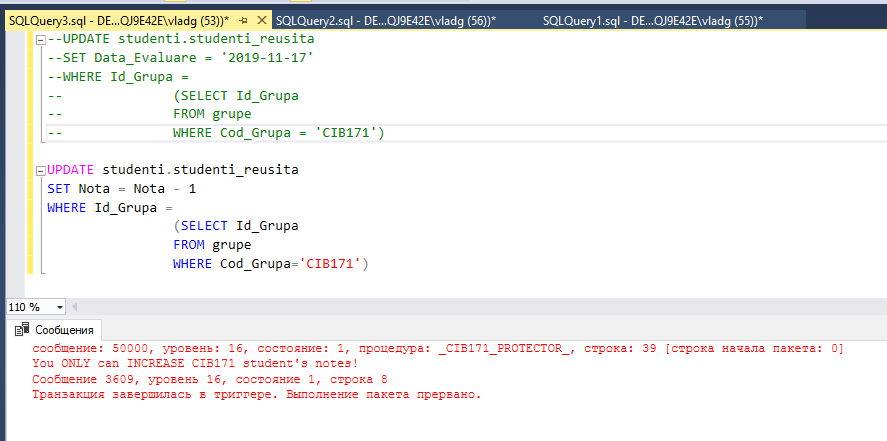 SQLQuery3.sql - DE...QJ9E42E\vladg (53))* SQLQuery2.sql - DE...QJ9E42E\vladg (56))* SQLQuery1.sql - DE...QJ9E42E\vladg (55))*
--UPDATE studenti.studenti_reusita
--SET Data_Evaluare = '2019-11-17'
--WHERE Id_Grupa =
-- (SELECT Id_Grupa
-- FROM grupe
-- WHERE Cod_Grupa = 'CIB171')
UPDATE studenti.studenti_reusita
SET Nota = Nota - 1
WHERE Id_Grupa =
(SELECT Id_Grupa
FROM grupe
WHERE Cod_Grupa='CIB171')
110 %
Сообщения
сообщение: 50000, уровень: 16, состояние: 1, процедура: _CIB171_PROTECTOR_, строка: 39 [строка начала пакета: 0]
You ONLY can INCREASE CIB171 student's notes!
Сообщение 3609, уровень 16, состояние 1, строка 8
Транзакция завершилась в триггере. Выполнение пакета прервано.